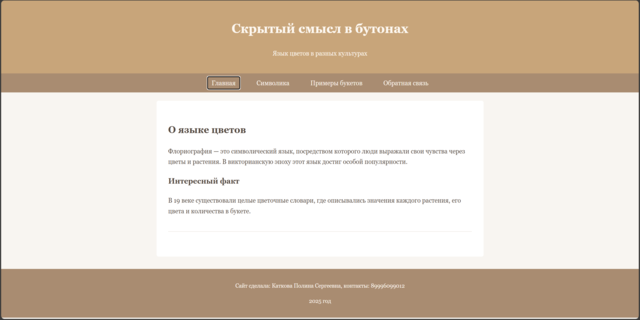 Скрытый смысл в бутонах
Язык цветов в разных культурах
Главная Символика Примеры букетов Обратная связь
О языке цветов
Флориография — это символический язык, посредством которого люди выражали свои чувства через
цветы и растения. В викторианскую эпоху этот язык достиг особой популярности.
Интересный факт
В 19 веке существовали целые цветочные словари, где описывались значения каждого растения, его
цвета и количества в букете.
Сайт сделала: Каткова Полина Сергеевна, контакты: 89996099012
2025 год